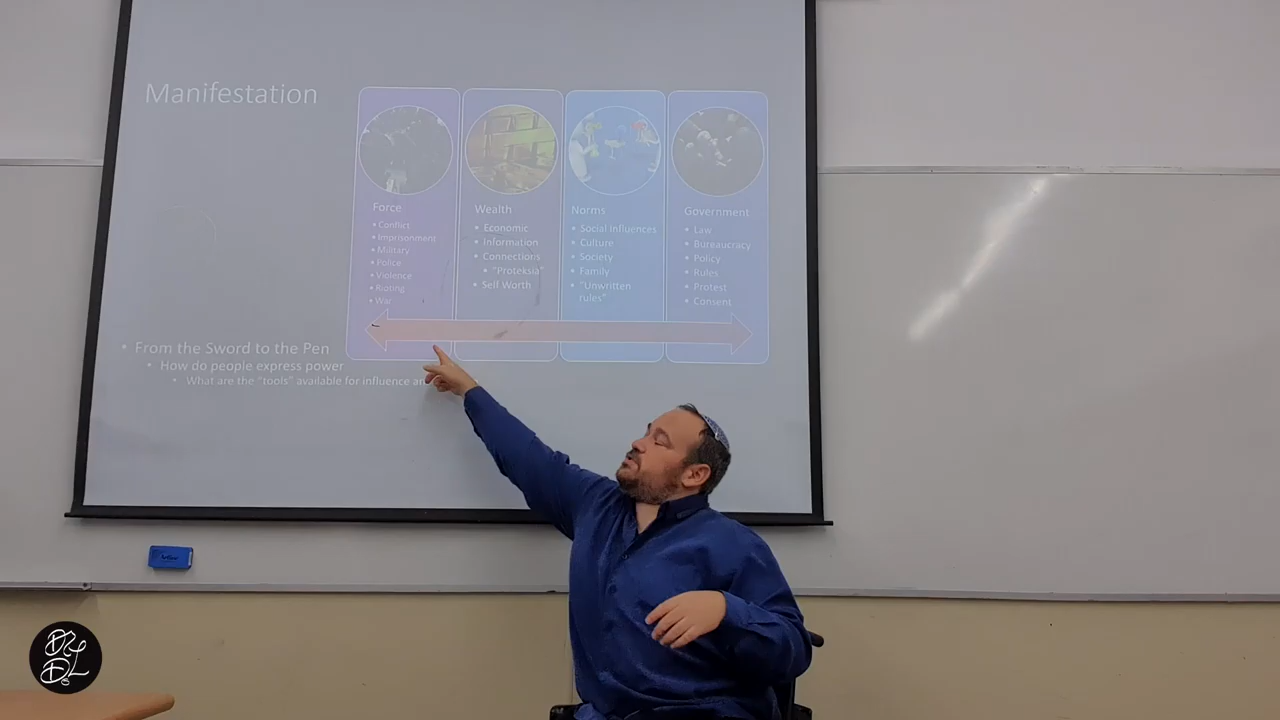 Manifestation
Force
• Conflict
• Imprisonment
• Military
• Police
• Violence
• Rioting
• War
Wealth
• Economic
• Information
• Connections
• "Proteksia"
• Self Worth
Norms
• Social Influences
• Culture
• Society
• Family
• "Unwritten
rules"
Government
• Law
• Bureaucracy
• Policy
• Rules
• Protest
• Consent
• From the Sword to the Pen
• How do people express power
• What are the "tools" available for influence